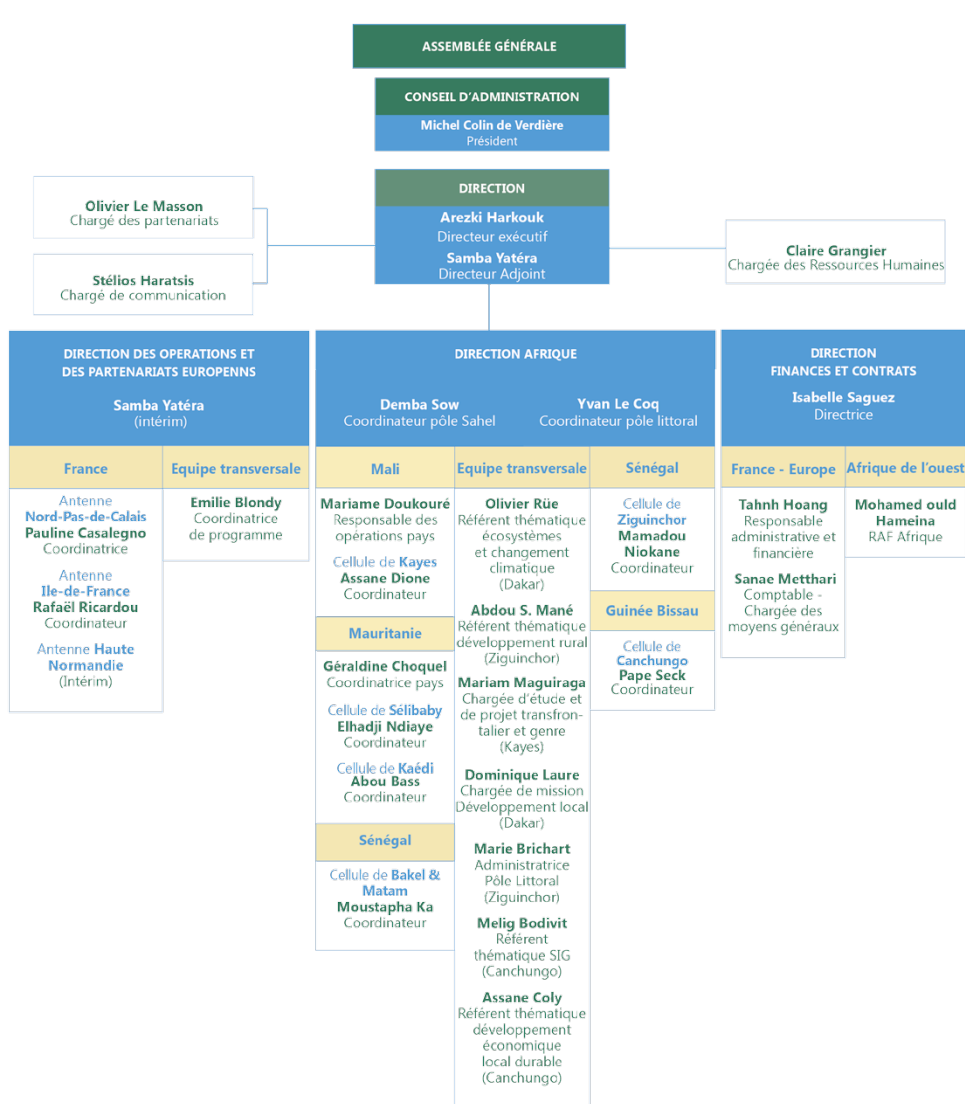 ASSEMBLÉE GÉNÉRALE
CONSEIL D'ADMINISTRATION
Michel Colin de Verdière
Président
DIRECTION
Arezki Harkouk
Directeur exécutif
Samba Yatéra
Directeur Adjoint
Olivier Le Masson
Chargé des partenariats
Stélios Haratsis
Chargé de communication
Claire Grangier
Chargée des Ressources Humaines
DIRECTION DES OPERATIONS ET
DES PARTENARIATS EUROPENNS
Samba Yatéra
(intérim)
France
Antenne
Nord-Pas-de-Calais
Pauline Casalegno
Coordinatrice
Antenne
Ile-de-France
Rafaël Ricardou
Coordinateur
Antenne Haute
Normandie
(Intérim)
Equipe transversale
Emilie Blondy
Coordinatrice
de programme
DIRECTION AFRIQUE
Demba Sow
Coordinateur pôle Sahel
Yvan Le Coq
Coordinateur pôle littoral
Mali
Mariame Doukouré
Responsable des
opérations pays
Cellule de Kayes
Assane Dione
Coordinateur
Mauritanie
Géraldine Choquel
Coordinatrice pays
Cellule de Sélibaby
Elhadji Ndiaye
Coordinateur
Cellule de Kaédi
Abou Bass
Coordinateur
Sénégal
Cellule de Bakel &
Matam
Moustapha Ka
Coordinateur
Equipe transversale
Olivier Rüe
Référent thématique
écosystèmes
et changement
climatique
(Dakar)
Abdou S. Mané
Référent thématique
développement rural
(Ziguinchor)
Mariam Maguiraga
Chargée d'étude et
de projet transfron-
talier et genre
(Kayes)
Dominique Laure
Chargée de mission
Développement local
(Dakar)
Marie Brichart
Administratrice
Pôle Littoral
(Ziguinchor)
Melig Bodivit
Référent
thématique SIG
(Canchungo)
Assane Coly
Référent thématique
développement
économique
local durable
(Canchungo)
Sénégal
Cellule de
Ziguinchor
Mamadou
Niokane
Coordinateur
Guinée Bissau
Cellule de
Canchungo
Pape Seck
Coordinateur
DIRECTION
FINANCES ET CONTRATS
Isabelle Saguez
Directrice
France - Europe
Tahnh Hoang
Responsable
administrative et
financière
Sanae Metthari
Comptable -
Chargée des
moyens généraux
Afrique de l'ouest
Mohamed ould
Hameina
RAF Afrique